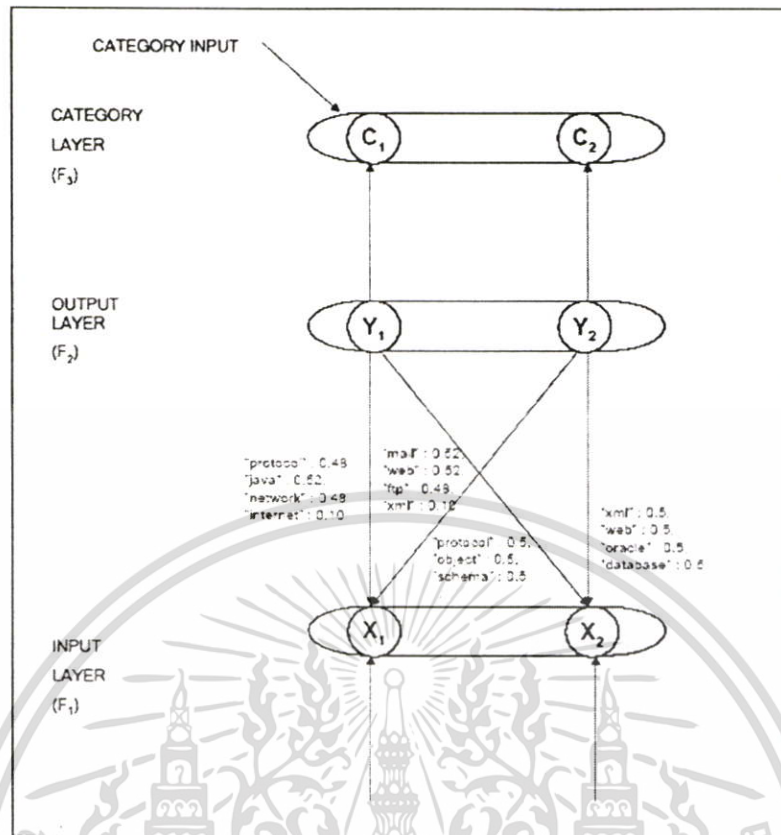 CATEGORY INPUT
CATEGORY
LAYER
(F₃)
C₁
C₂
OUTPUT
LAYER
(F₂)
Y₁
Y₂
"protocol" : 0.48
"java" : 0.52,
"network" : 0.48
"internet" : 0.10
"mail" : 0.52,
"web" : 0.52
"ftp" : 0.48,
"xml" : 0.10
"protocol" : 0.5,
"object" : 0.5,
"schema" : 0.5
"xml" : 0.5,
"web" : 0.5,
"oracle" : 0.5
"database" : 0.5
INPUT
LAYER
(F₁)
X₁
X₂